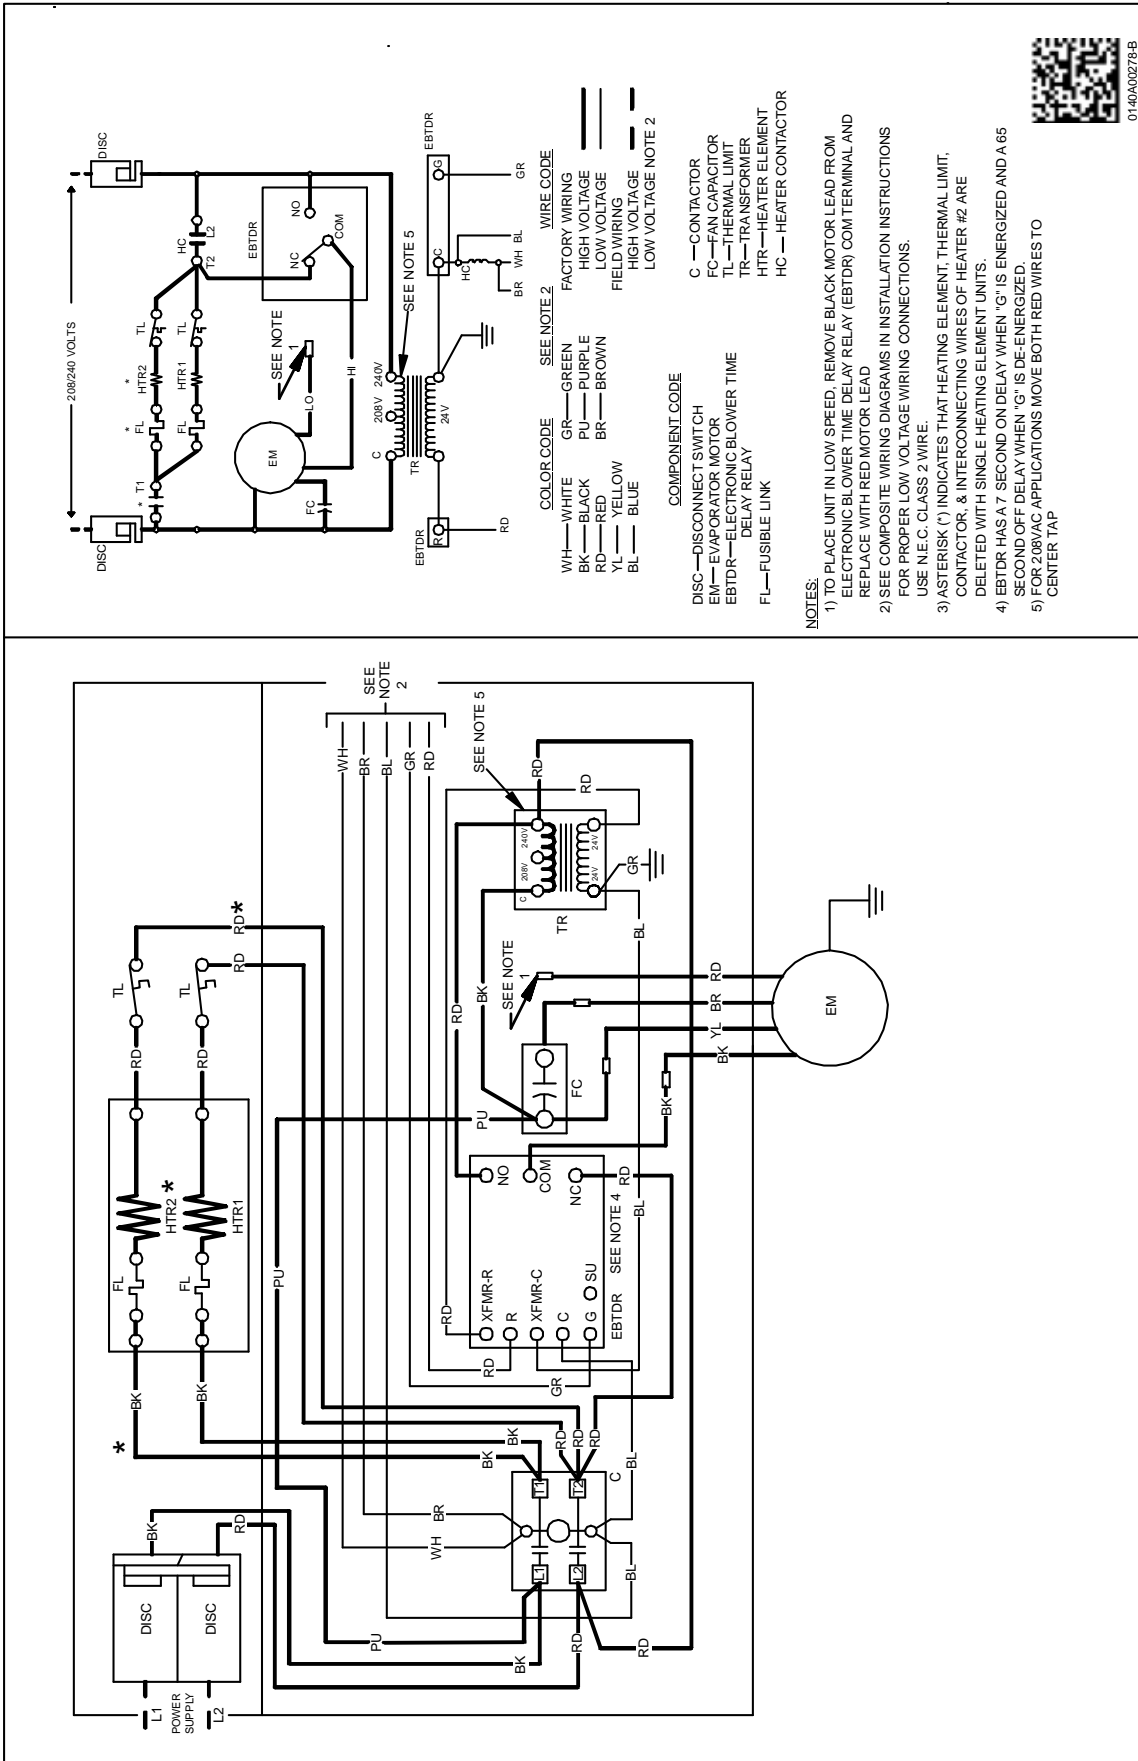 208/240 VOLTS
DISC
DISC
T1
*
*
FL
*
HTR2
TL
HC
T2
L2
FL
HTR1
TL
EBTDR
NC
NO
COM
SEE NOTE
1
EM
LO
HI
FC
SEE NOTE 5
C
208V
240V
TR
24V
EBTDR
R
RD
EBTDR
C
G
HC
BR
WH
BL
GR
COLOR CODE
WH WHITE
BK BLACK
RD RED
YL YELLOW
BL BLUE
GR GREEN
PU PURPLE
BR BROWN
SEE NOTE 2
WIRE CODE
FACTORY WIRING
HIGH VOLTAGE
LOW VOLTAGE
FIELD WIRING
HIGH VOLTAGE
LOW VOLTAGE NOTE 2
COMPONENT CODE
DISC DISCONNECT SWITCH
EM EVAPORATOR MOTOR
EBTDR ELECTRONIC BLOWER TIME
DELAY RELAY
FL FUSIBLE LINK
C CONTACTOR
FC FAN CAPACITOR
TL THERMAL LIMIT
TR TRANSFORMER
HTR HEATER ELEMENT
HC HEATER CONTACTOR
NOTES:
1) TO PLACE UNIT IN LOW SPEED, REMOVE BLACK MOTOR LEAD FROM
ELECTRONIC BLOWER TIME DELAY RELAY (EBTDR) COM TERMINAL AND
REPLACE WITH RED MOTOR LEAD
2) SEE COMPOSITE WIRING DIAGRAMS IN INSTALLATION INSTRUCTIONS
FOR PROPER LOW VOLTAGE WIRING CONNECTIONS.
USE N.E.C. CLASS 2 WIRE.
3) ASTERISK (*) INDICATES THAT HEATING ELEMENT, THERMAL LIMIT,
CONTACTOR, & INTERCONNECTING WIRES OF HEATER #2 ARE
DELETED WITH SINGLE HEATING ELEMENT UNITS.
4) EBTDR HAS A 7 SECOND ON DELAY WHEN "G" IS ENERGIZED AND A 65
SECOND OFF DELAY WHEN "G" IS DE-ENERGIZED.
5) FOR 208VAC APPLICATIONS MOVE BOTH RED WIRES TO
CENTER TAP
0140A00278-B
L1
POWER
SUPPLY
L2
DISC
DISC
BK
RD
*
BK
BK
FL
FL
HTR2
*
HTR1
RD
RD
TL
TL
RD*
RD
PU
PU
PU
SEE
NOTE
2
WH
BR
BL
GR
RD
WH
BR
BK
BK
RD
RD
RD
L1
T1
L2
T2
C
BL
BL
BK
RD
RD
RD
GR
RD
XFMR-R
R
XFMR-C
C
G
SU
NO
COM
NC
EBTDR
SEE NOTE 4
RD
BL
BK
FC
BK
RD
SEE NOTE
1
SEE NOTE 5
C
208V
240V
24V
24V
TR
RD
RD
GR
BL
RD
BR
YL
BK
EM